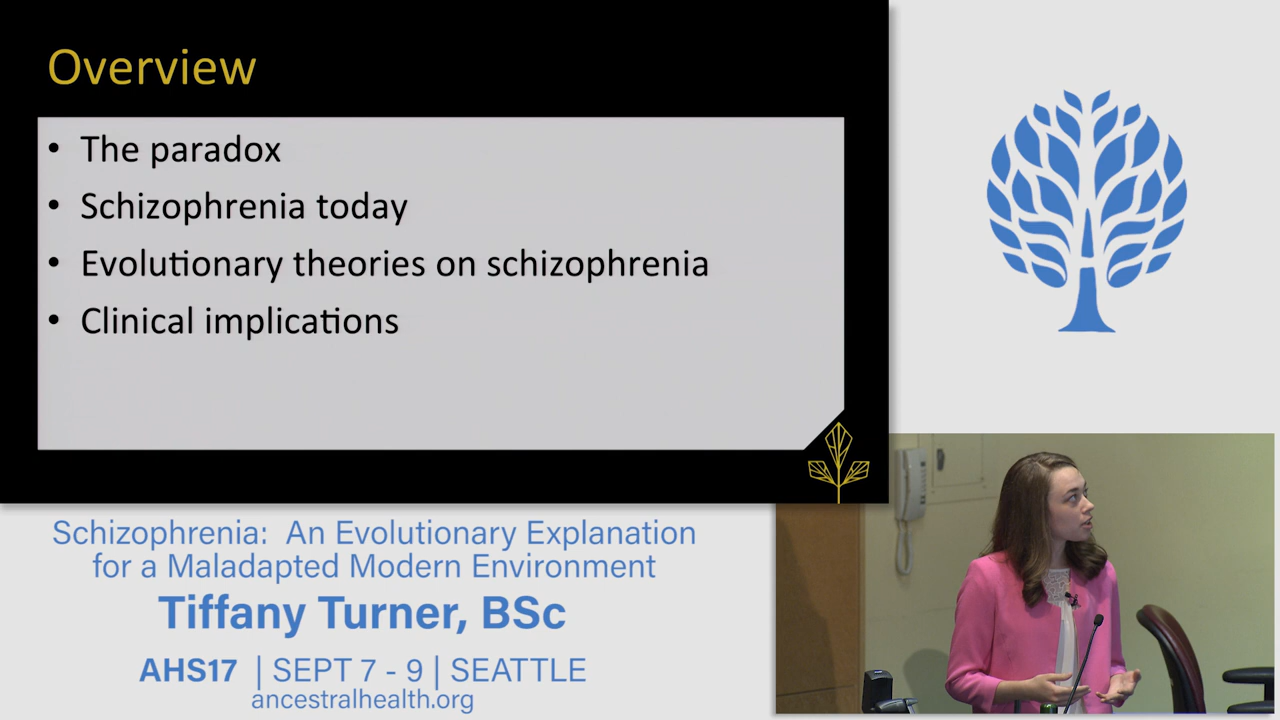 Overview
• The paradox
• Schizophrenia today
• Evolutionary theories on schizophrenia
• Clinical implications
Schizophrenia: An Evolutionary Explanation
for a Maladapted Modern Environment
Tiffany Turner, BSc
AHS17 | SEPT 7 - 9 | SEATTLE
ancestralhealth.org